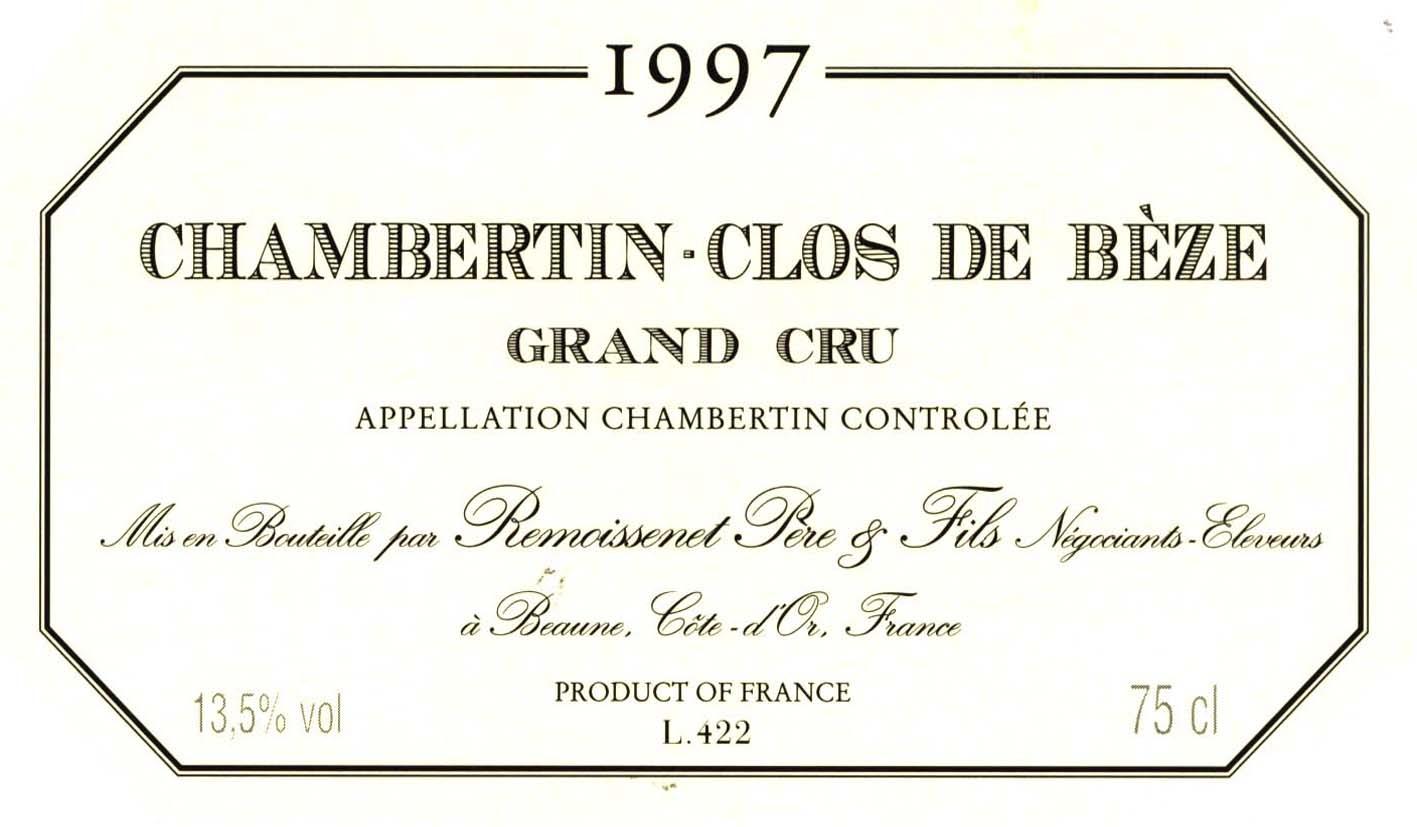 1997
CHAMBERTIN-CLOS DE BÈZE
GRAND CRU
APPELLATION CHAMBERTIN CONTROLÉE
Mis en Bouteille par Remoissenet Père & Fils Négociants-Eleveurs
à Beaune, Côte-d'Or, France
PRODUCT OF FRANCE
13,5% vol
75 cl
L.422